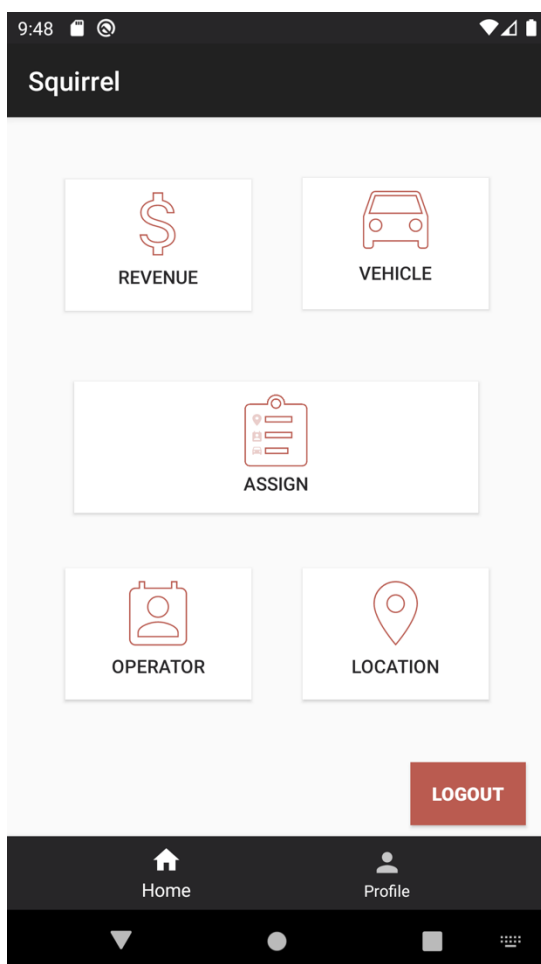 9:48
Squirrel
REVENUE
VEHICLE
ASSIGN
OPERATOR
LOCATION
LOGOUT
Home
Profile